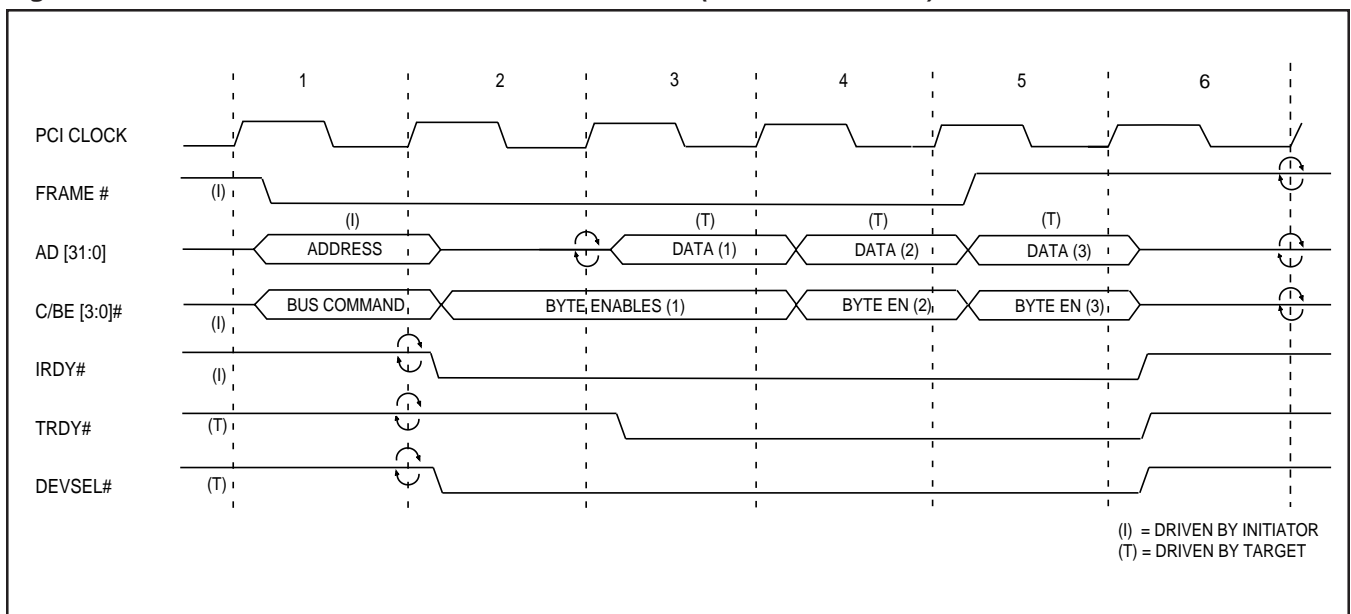 1 2 3 4 5 6
PCI CLOCK
FRAME # (I)
(I) (T) (T) (T)
AD [31:0] ADDRESS DATA (1) DATA (2) DATA (3)
C/BE [3:0]# (I) BUS COMMAND BYTE ENABLES (1) BYTE EN (2) BYTE EN (3)
IRDY# (I)
TRDY# (T)
DEVSEL# (T)
(I) = DRIVEN BY INITIATOR
(T) = DRIVEN BY TARGET